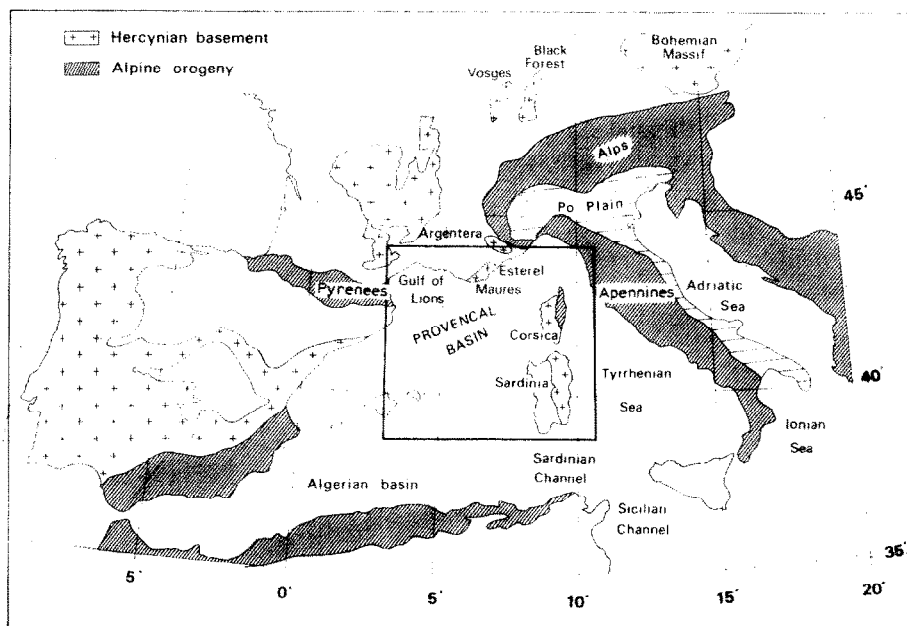 Hercynian basement
Alpine orogeny
Black
Forest
Vosges
Bohemian
Massif
Alps
Po Plain
45°
Argentera
Esterel
Maures
Gulf of
Lions
Pyrenees
PROVENCAL
BASIN
Corsica
Apennines
Adriatic
Sea
Sardinia
Tyrrhenian
Sea
40°
Ionian
Sea
Sardinian
Channel
Algerian basin
Sicilian
Channel
35°
5°
0°
5°
10°
15°
20°